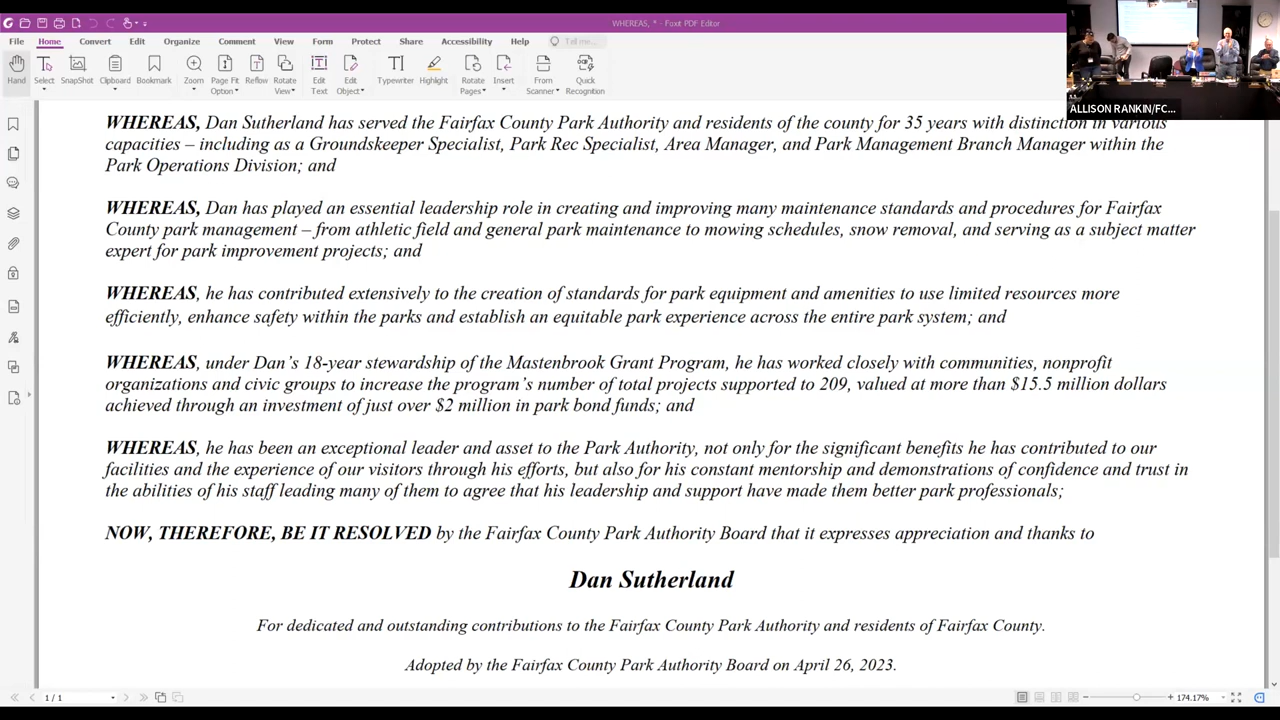 WHEREAS, * - Foxit PDF Editor
File Home Convert Edit Organize Comment View Form Protect Share Accessibility Help Tell me...
Hand Select SnapShot Clipboard Bookmark Zoom Page Fit Option Reflow Rotate View Edit Text Edit Object Typewriter Highlight Rotate Pages Insert From Scanner Quick Recognition
ALLISON RANKIN/FC...
WHEREAS, Dan Sutherland has served the Fairfax County Park Authority and residents of the county for 35 years with distinction in various
capacities – including as a Groundskeeper Specialist, Park Rec Specialist, Area Manager, and Park Management Branch Manager within the
Park Operations Division; and
WHEREAS, Dan has played an essential leadership role in creating and improving many maintenance standards and procedures for Fairfax
County park management – from athletic field and general park maintenance to mowing schedules, snow removal, and serving as a subject matter
expert for park improvement projects; and
WHEREAS, he has contributed extensively to the creation of standards for park equipment and amenities to use limited resources more
efficiently, enhance safety within the parks and establish an equitable park experience across the entire park system; and
WHEREAS, under Dan’s 18-year stewardship of the Mastenbrook Grant Program, he has worked closely with communities, nonprofit
organizations and civic groups to increase the program’s number of total projects supported to 209, valued at more than $15.5 million dollars
achieved through an investment of just over $2 million in park bond funds; and
WHEREAS, he has been an exceptional leader and asset to the Park Authority, not only for the significant benefits he has contributed to our
facilities and the experience of our visitors through his efforts, but also for his constant mentorship and demonstrations of confidence and trust in
the abilities of his staff leading many of them to agree that his leadership and support have made them better park professionals;
NOW, THEREFORE, BE IT RESOLVED by the Fairfax County Park Authority Board that it expresses appreciation and thanks to
Dan Sutherland
For dedicated and outstanding contributions to the Fairfax County Park Authority and residents of Fairfax County.
Adopted by the Fairfax County Park Authority Board on April 26, 2023.
1 / 1 174.17%